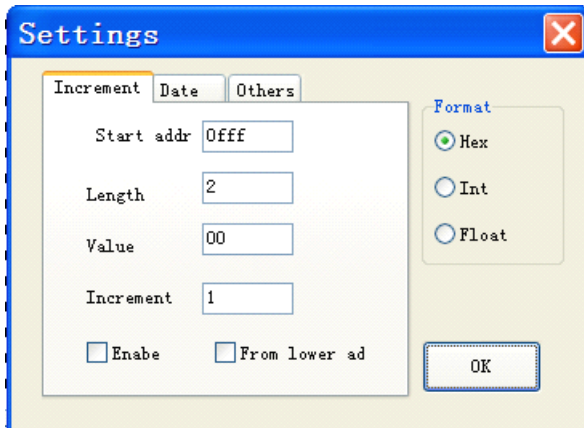 Settings
Increment Date Others
Start addr 0fff
Length 2
Value 00
Increment 1
Enabe From lower ad
Format
Hex
Int
Float
OK